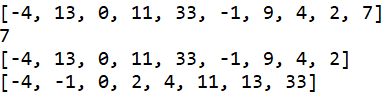 [-4, 13, 0, 11, 33, -1, 9, 4, 2, 7]
7
[-4, 13, 0, 11, 33, -1, 9, 4, 2]
[-4, -1, 0, 2, 4, 11, 13, 33]